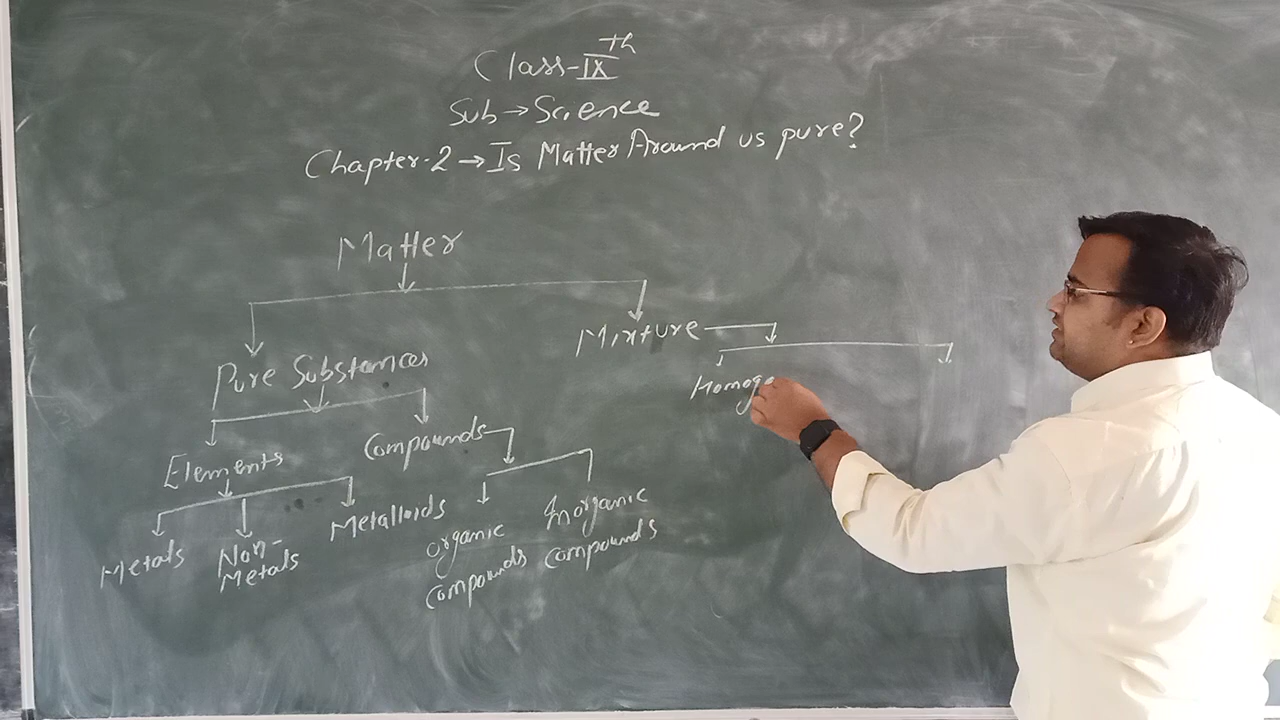 Class-IXth
Sub → Science
Chapter-2 → Is Matter Around us pure?
Matter
Pure Substances
Mixture
Elements
Compounds
Homoge
Metals
Non-
Metals
Metalloids
organic
compounds
Inorganic
compounds